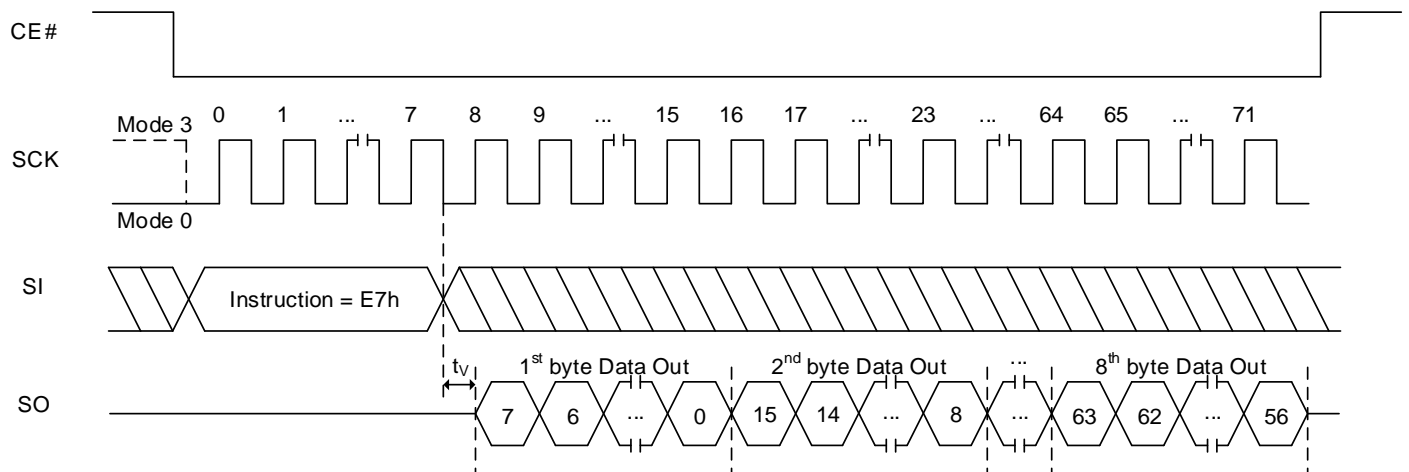 CE#
0 1 ... 7 8 9 ... 15 16 17 ... 23 ... 64 65 ... 71
Mode 3
SCK
Mode 0
SI
Instruction = E7h
tV 1st byte Data Out 2nd byte Data Out ... 8th byte Data Out
SO
7 6 ... 0 15 14 ... 8 ... 63 62 ... 56